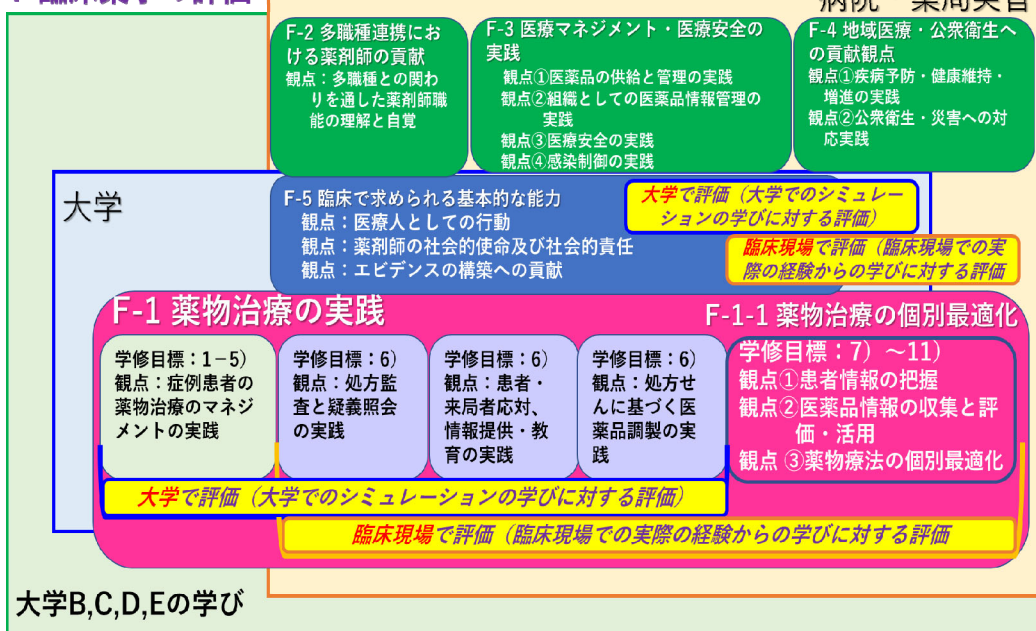 臨床薬学の評価
病院 薬局実習
F-2 多職種連携にお
ける薬剤師の貢献
観点：多職種との関わ
りを通した薬剤師職
能の理解と自覚
F-3 医療マネジメント・医療安全の
実践
観点①医薬品の供給と管理の実践
観点②組織としての医薬品情報管理の
実践
観点③医療安全の実践
観点④感染制御の実践
F-4 地域医療・公衆衛生へ
の貢献観点
観点①疾病予防・健康維持・
増進の実践
観点②公衆衛生・災害への対
応実践
大学
F-5 臨床で求められる基本的な能力
観点：医療人としての行動
観点：薬剤師の社会的使命及び社会的責任
観点：エビデンスの構築への貢献
大学で評価（大学でのシミュレー
ションの学びに対する評価）
臨床現場で評価（臨床現場での実
際の経験からの学びに対する評価
F-1 薬物治療の実践
F-1-1 薬物治療の個別最適化
学修目標：1－5）
観点：症例患者の
薬物治療のマネジ
メントの実践
学修目標：6）
観点：処方監
査と疑義照会
の実践
学修目標：6）
観点：患者・
来局者応対、
情報提供・教
育の実践
学修目標：6）
観点：処方せ
んに基づく医
薬品調製の実
践
学修目標：7）～11）
観点①患者情報の把握
観点②医薬品情報の収集と評
価・活用
観点 ③薬物療法の個別最適化
大学で評価（大学でのシミュレーションの学びに対する評価）
臨床現場で評価（臨床現場での実際の経験からの学びに対する評価
大学B,C,D,Eの学び